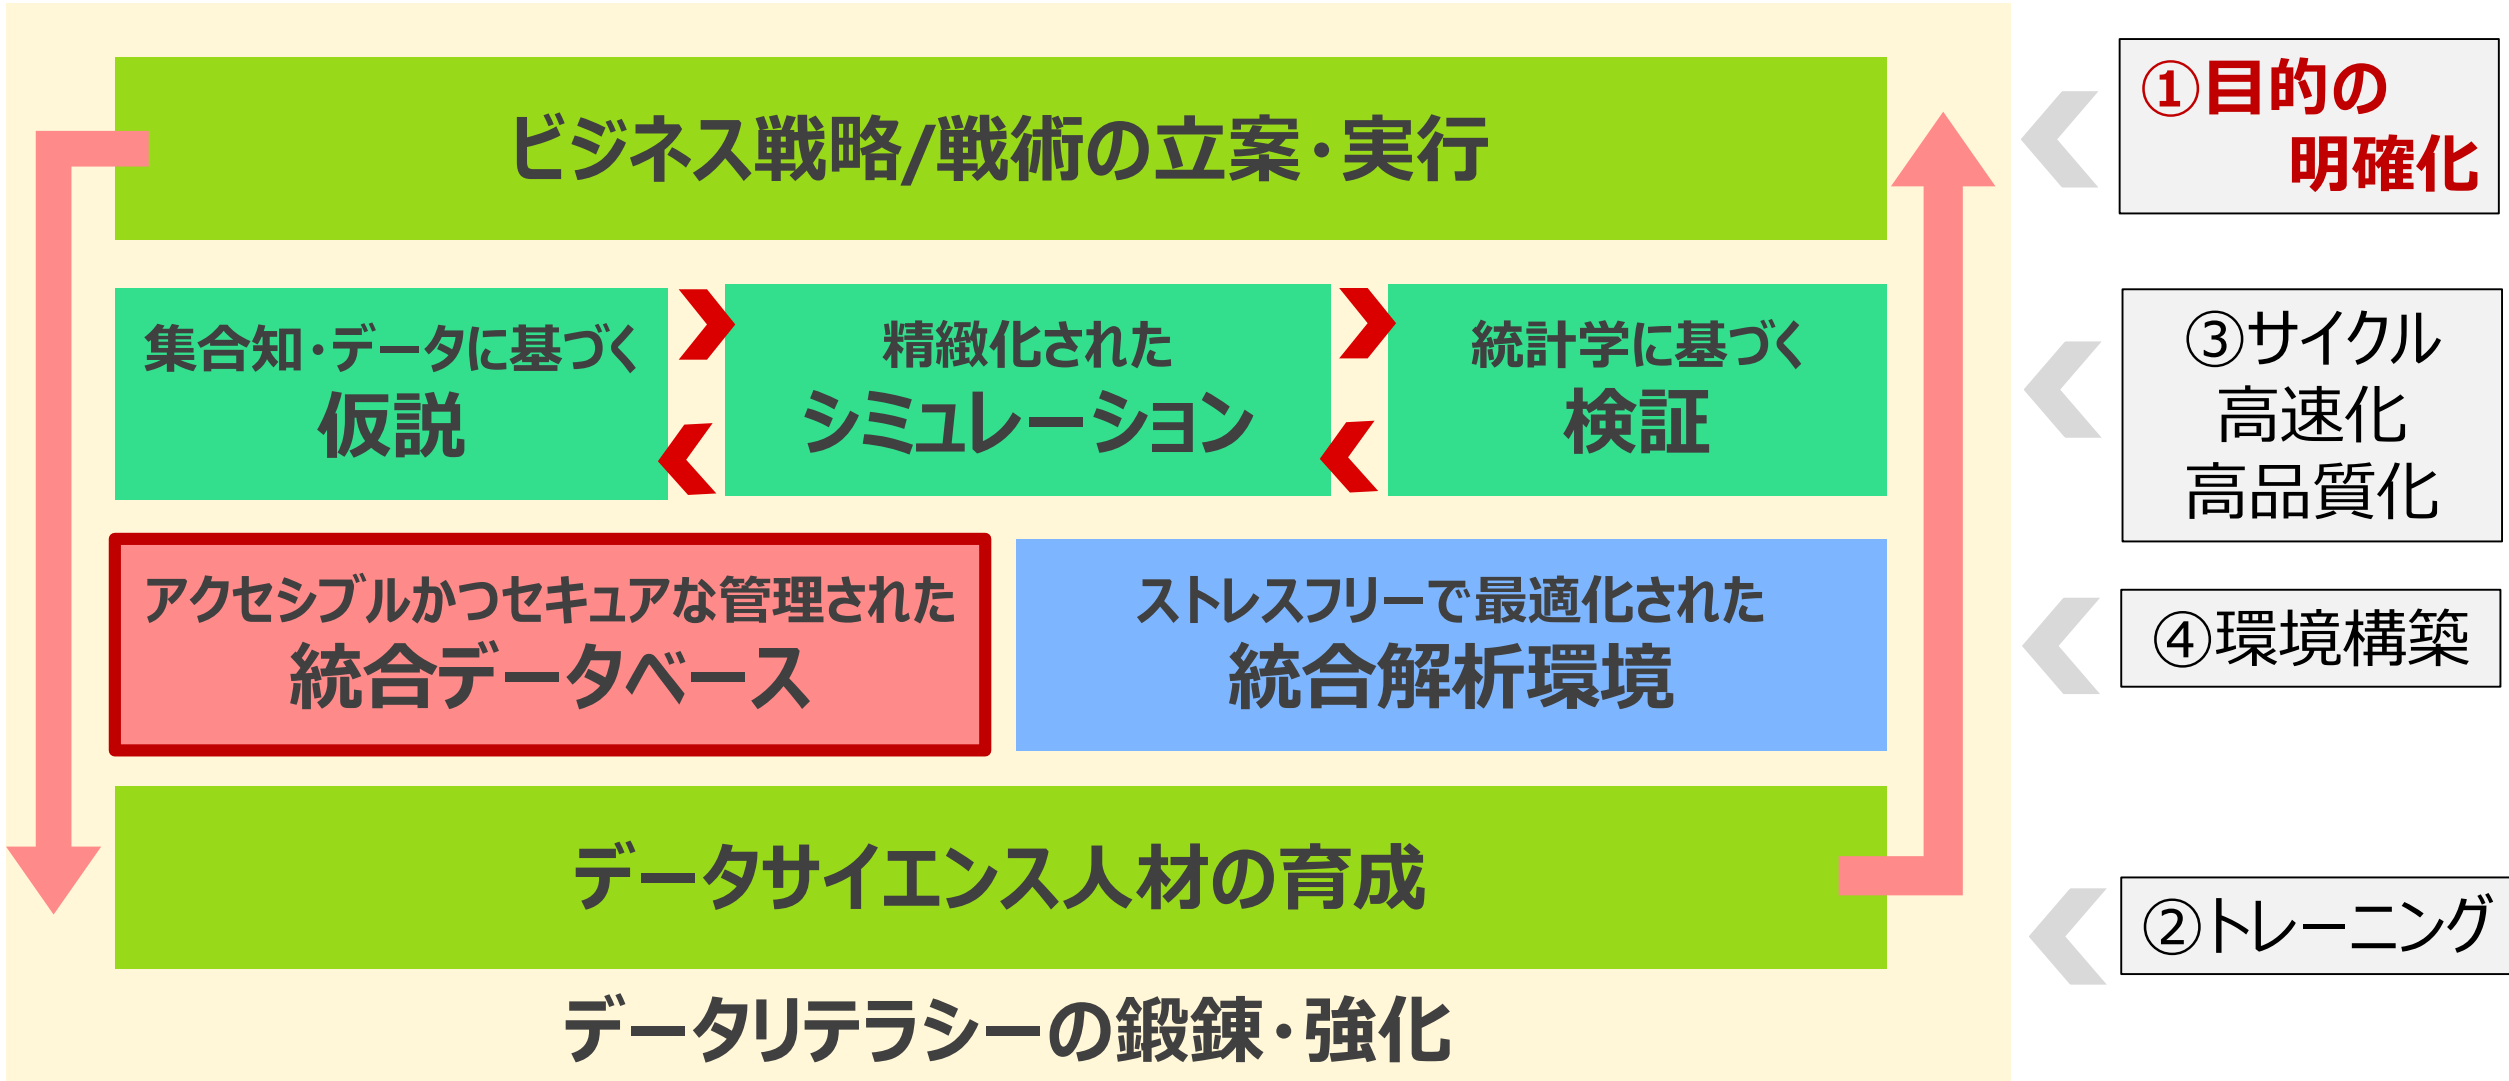 ビジネス戦略/戦術の立案・実行
集合知・データに基づく
仮説
精緻化された
シミュレーション
統計学に基づく
検証
アクセシブルかつセキュアな管理された
統合データベース
ストレスフリーで最適化された
統合解析環境
データサイエンス人材の育成
データリテラシーの鍛錬・強化
①目的の
明確化
③サイクル
高速化
高品質化
④環境構築
②トレーニング